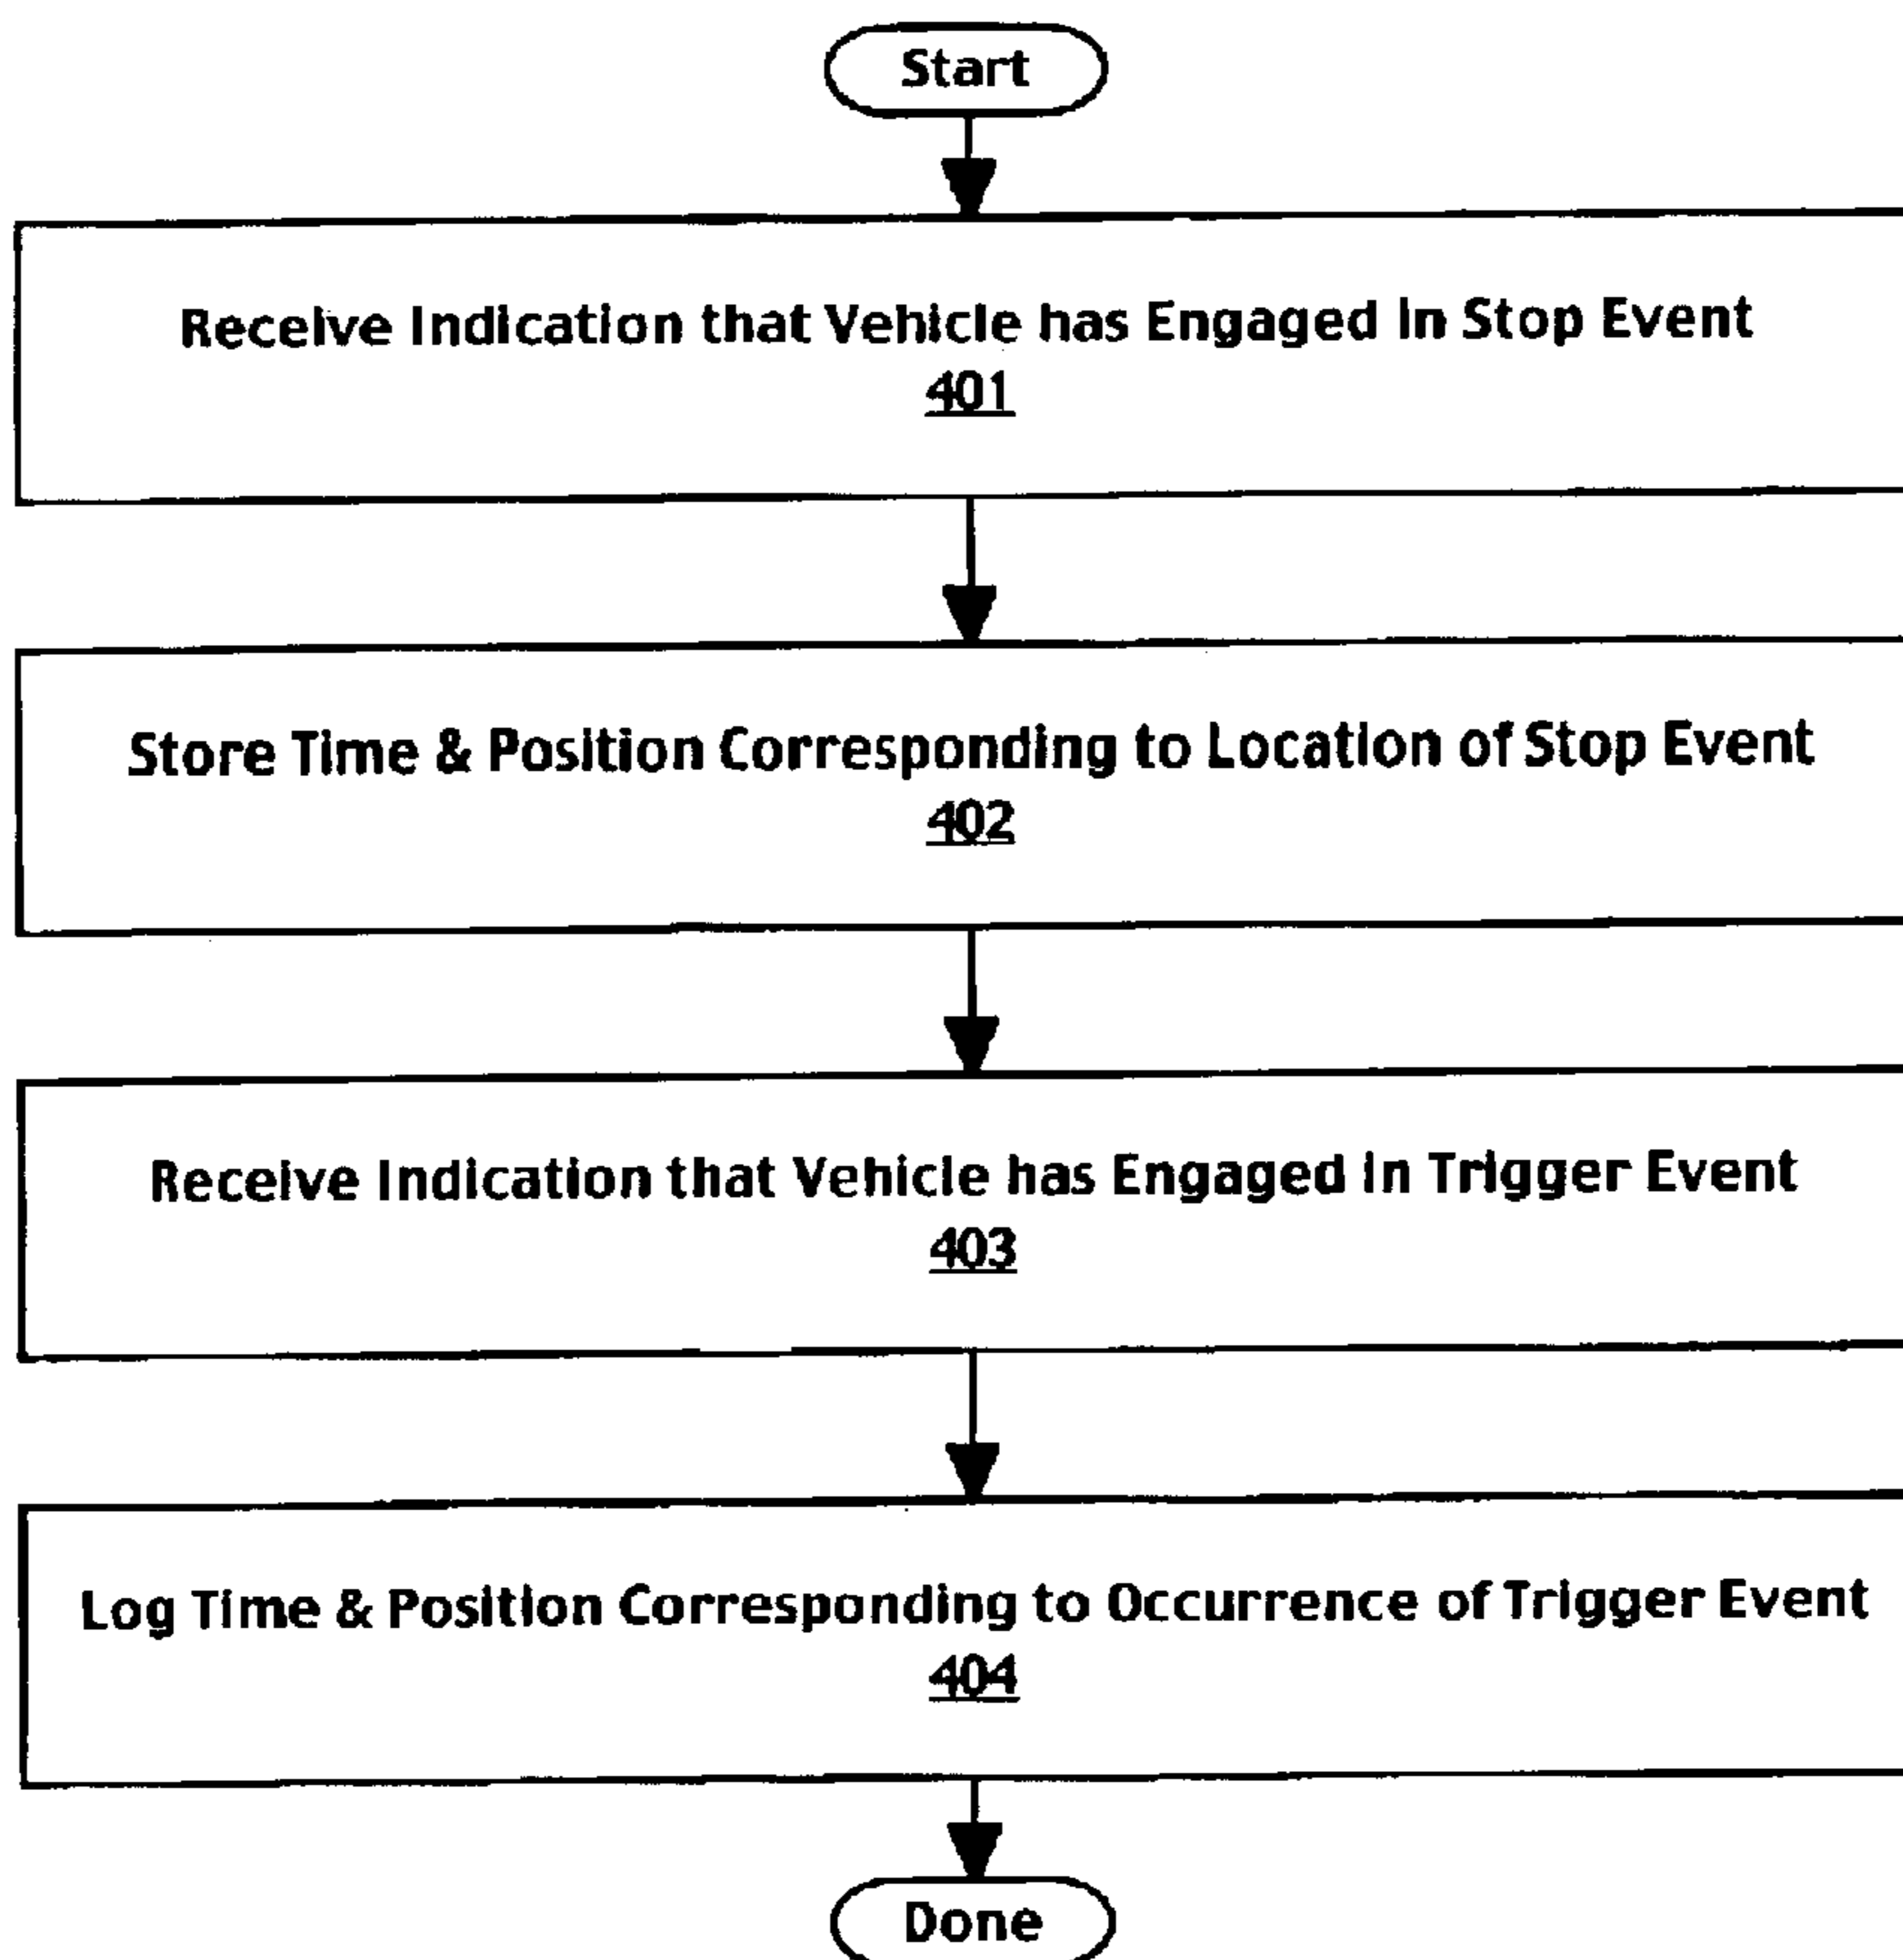 Start
Receive Indication that Vehicle has Engaged in Stop Event
401
Store Time & Position Corresponding to Location of Stop Event
402
Receive Indication that Vehicle has Engaged in Trigger Event
403
Log Time & Position Corresponding to Occurrence of Trigger Event
404
Done